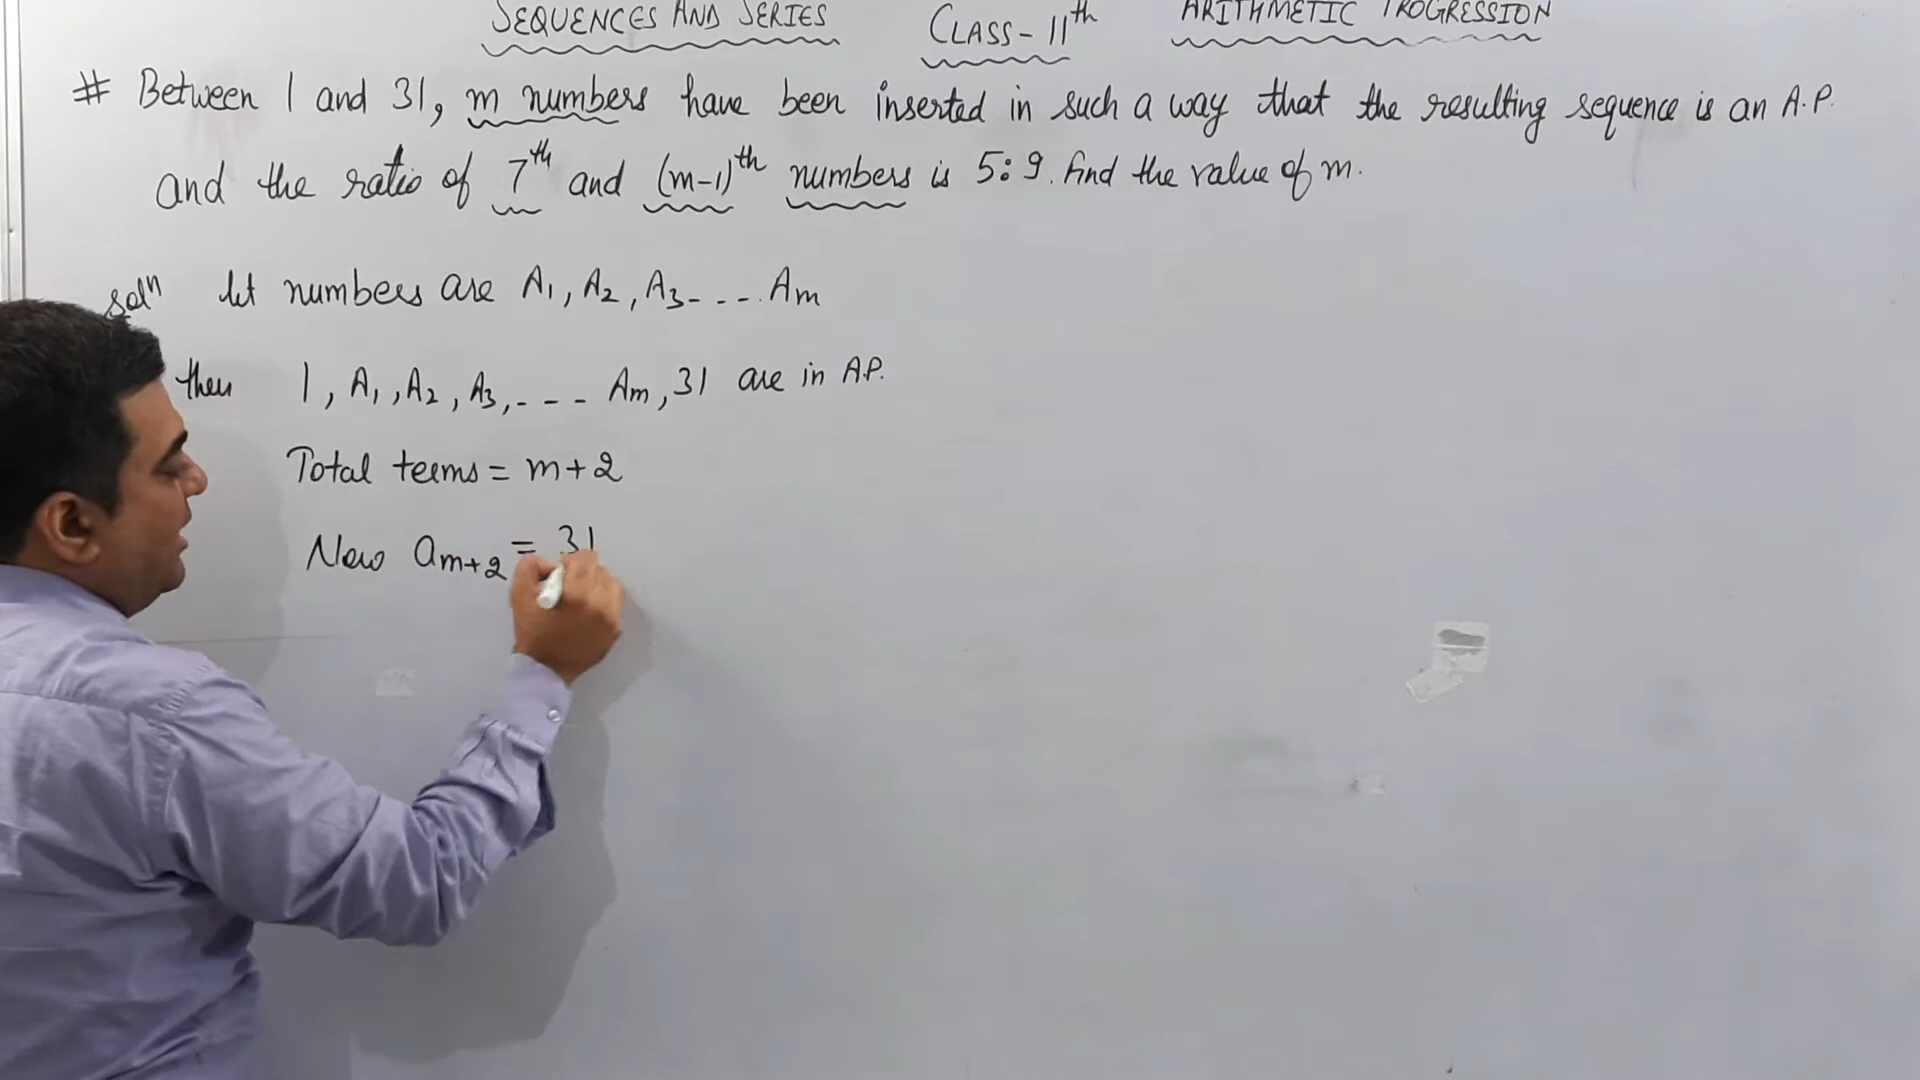 SEQUENCES AND SERIES CLASS-11th ARITHMETIC PROGRESSION
# Between 1 and 31, m numbers have been inserted in such a way that the resulting sequence is an A.P.
and the ratio of 7th and (m-1)th numbers is 5:9. find the value of m.
Solⁿ let numbers are A₁, A₂, A₃---- Am
then 1, A₁, A₂, A₃,---- Am, 31 are in A.P.
Total terms = m+2
Now am+2 = 31